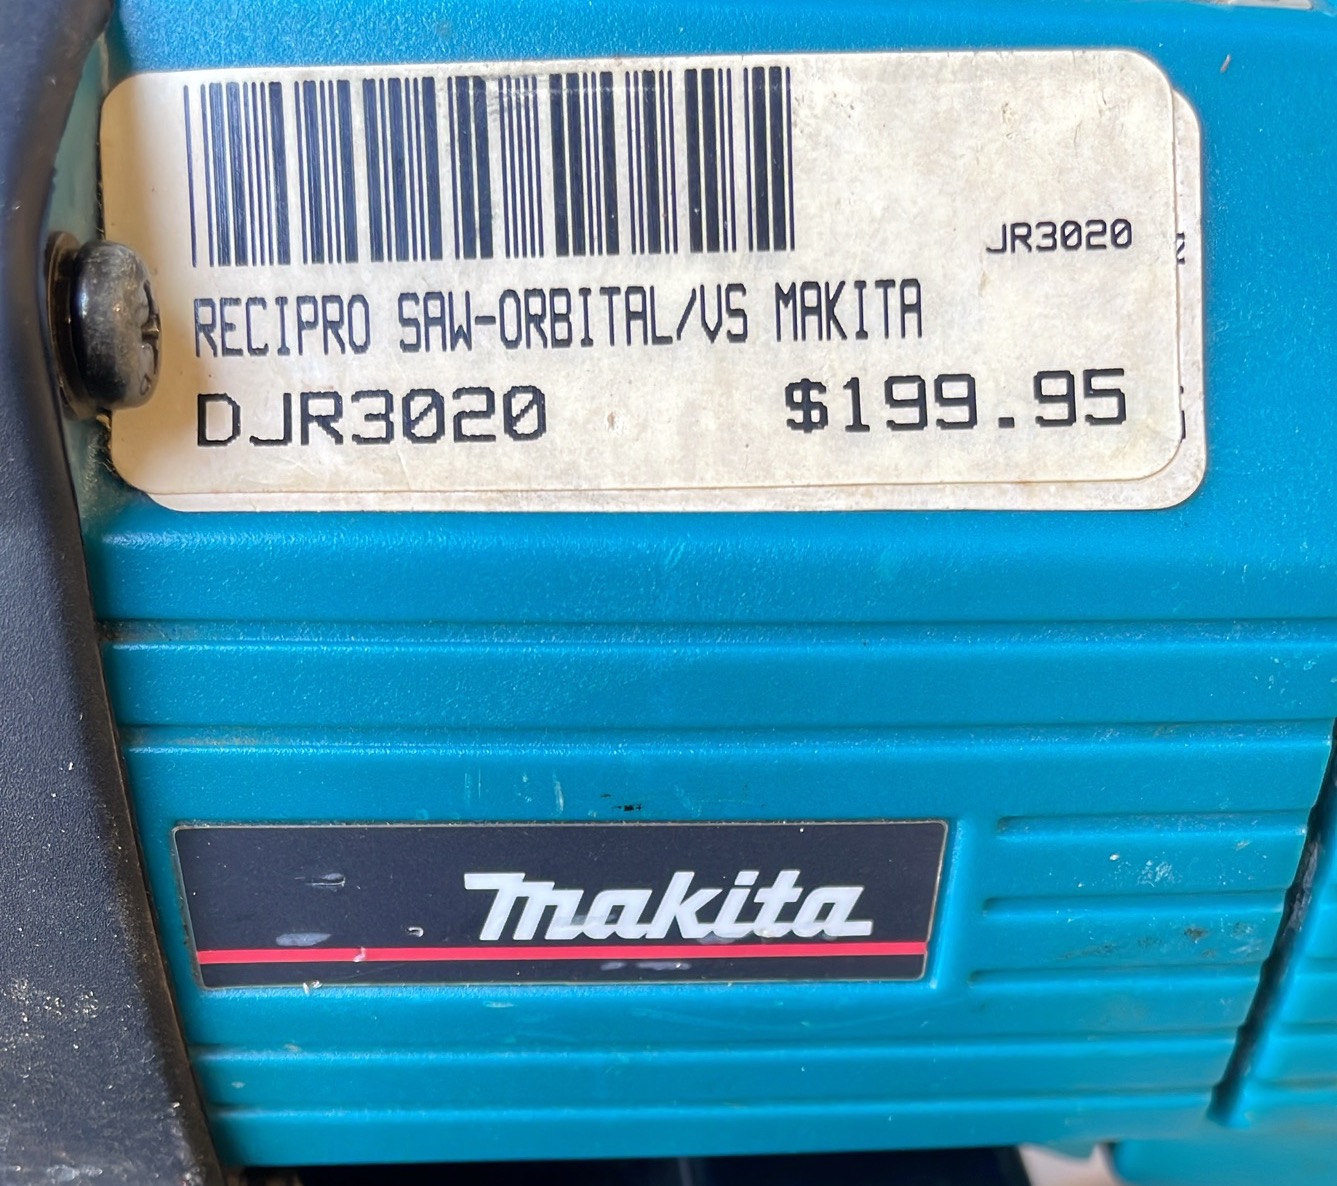 JR3020
RECIPRO SAW-ORBITAL/VS MAKITA
DJR3020 $199.95
makita